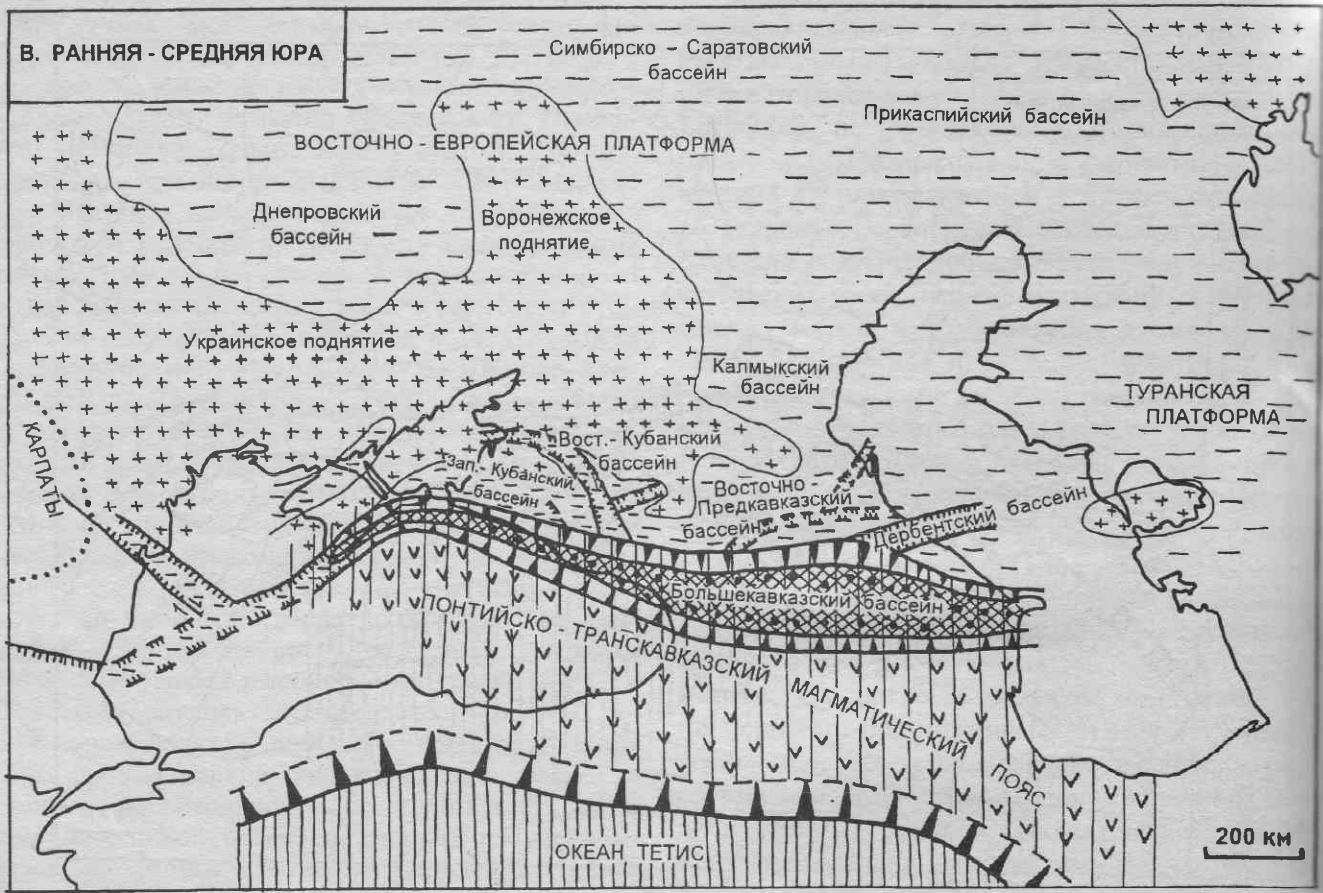 В. РАННЯЯ - СРЕДНЯЯ ЮРА
Симбирско - Саратовский
бассейн
Прикаспийский бассейн
ВОСТОЧНО - ЕВРОПЕЙСКАЯ ПЛАТФОРМА
Днепровский
бассейн
Воронежское
поднятие
Украинское поднятие
Калмыкский
бассейн
ТУРАНСКАЯ
ПЛАТФОРМА
КАРПАТЫ
Вост.- Кубанский
бассейн
Зап.- Кубанский
бассейн
Восточно -
Предкавказский
бассейн
Дербентский бассейн
Большекавказский бассейн
ПОНТИЙСКО - ТРАНСКАВКАЗСКИЙ МАГМАТИЧЕСКИЙ ПОЯС
ОКЕАН ТЕТИС
200 км